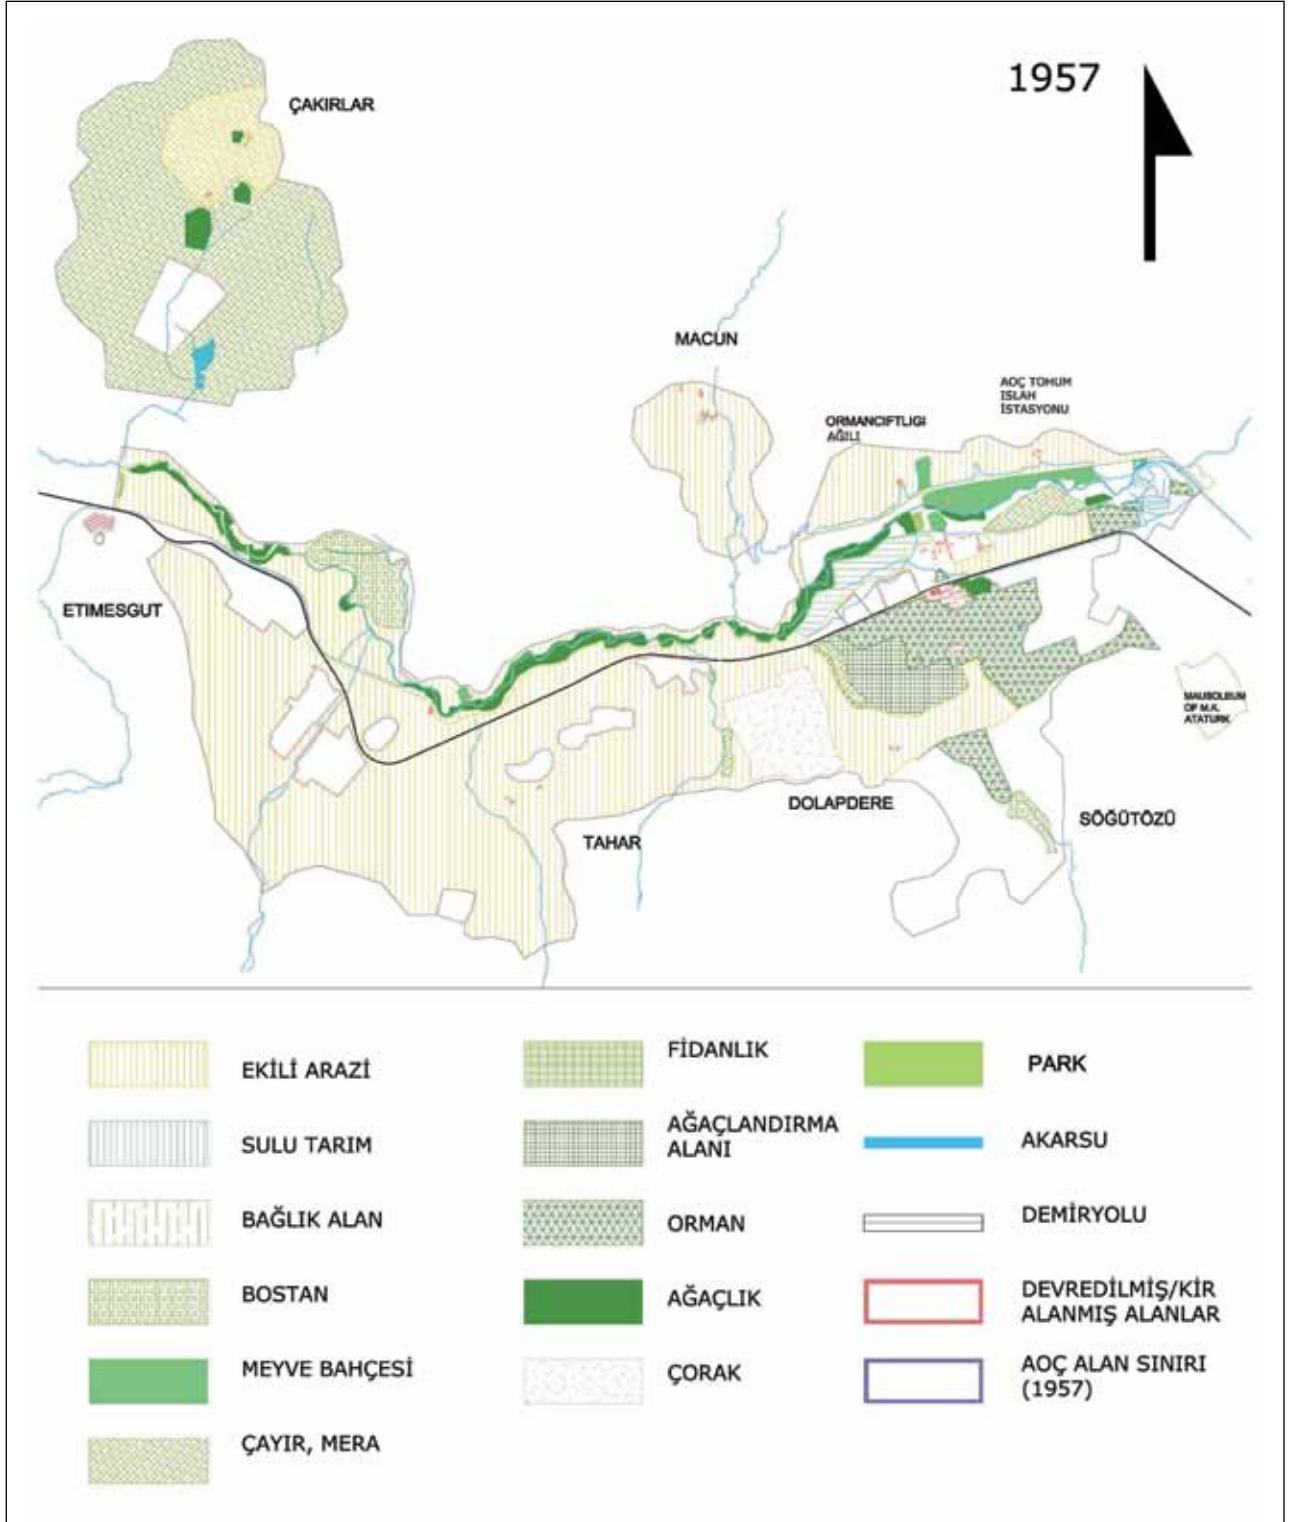 1957
ÇAKIRLAR
MACUN
AOÇ TOHUM
ISLAH
İSTASYONU
ORMANCIFTLIGI
AĞILI
ETIMESGUT
MAUSOLEUM
OF M.K.
ATATURK
DOLAPDERE
SÖĞÜTÖZÜ
TAHAR
EKİLİ ARAZİ
SULU TARIM
BAĞLIK ALAN
BOSTAN
MEYVE BAHÇESİ
ÇAYIR, MERA
FİDANLIK
AĞAÇLANDIRMA
ALANI
ORMAN
AĞAÇLIK
ÇORAK
PARK
AKARSU
DEMİRYOLU
DEVREDİLMİŞ/KİR
ALANMIŞ ALANLAR
AOÇ ALAN SINIRI
(1957)